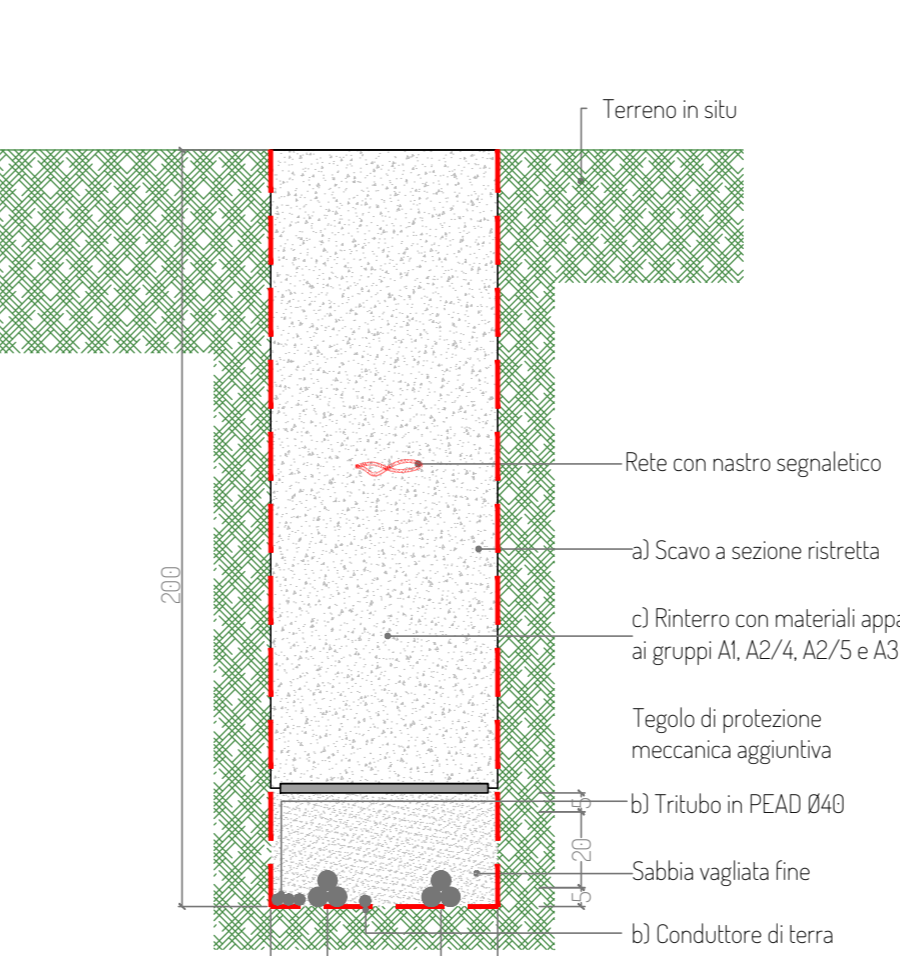 Terreno in situ
Rete con nastro segnaletico
a) Scavo a sezione ristretta
200
c) Rinterro con materiali appa
ai gruppi A1, A2/4, A2/5 e A3
Tegolo di protezione
meccanica aggiuntiva
5
b) Tritubo in PEAD Ø40
20
Sabbia vagliata fine
5
b) Conduttore di terra